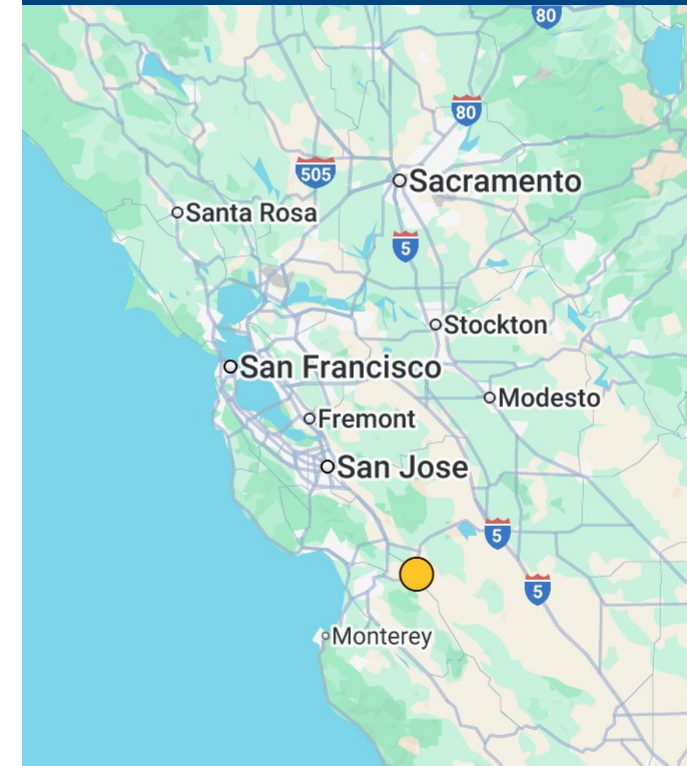 80
80
505
Sacramento
Santa Rosa
5
Stockton
San Francisco
Modesto
Fremont
San Jose
5
5
Monterey